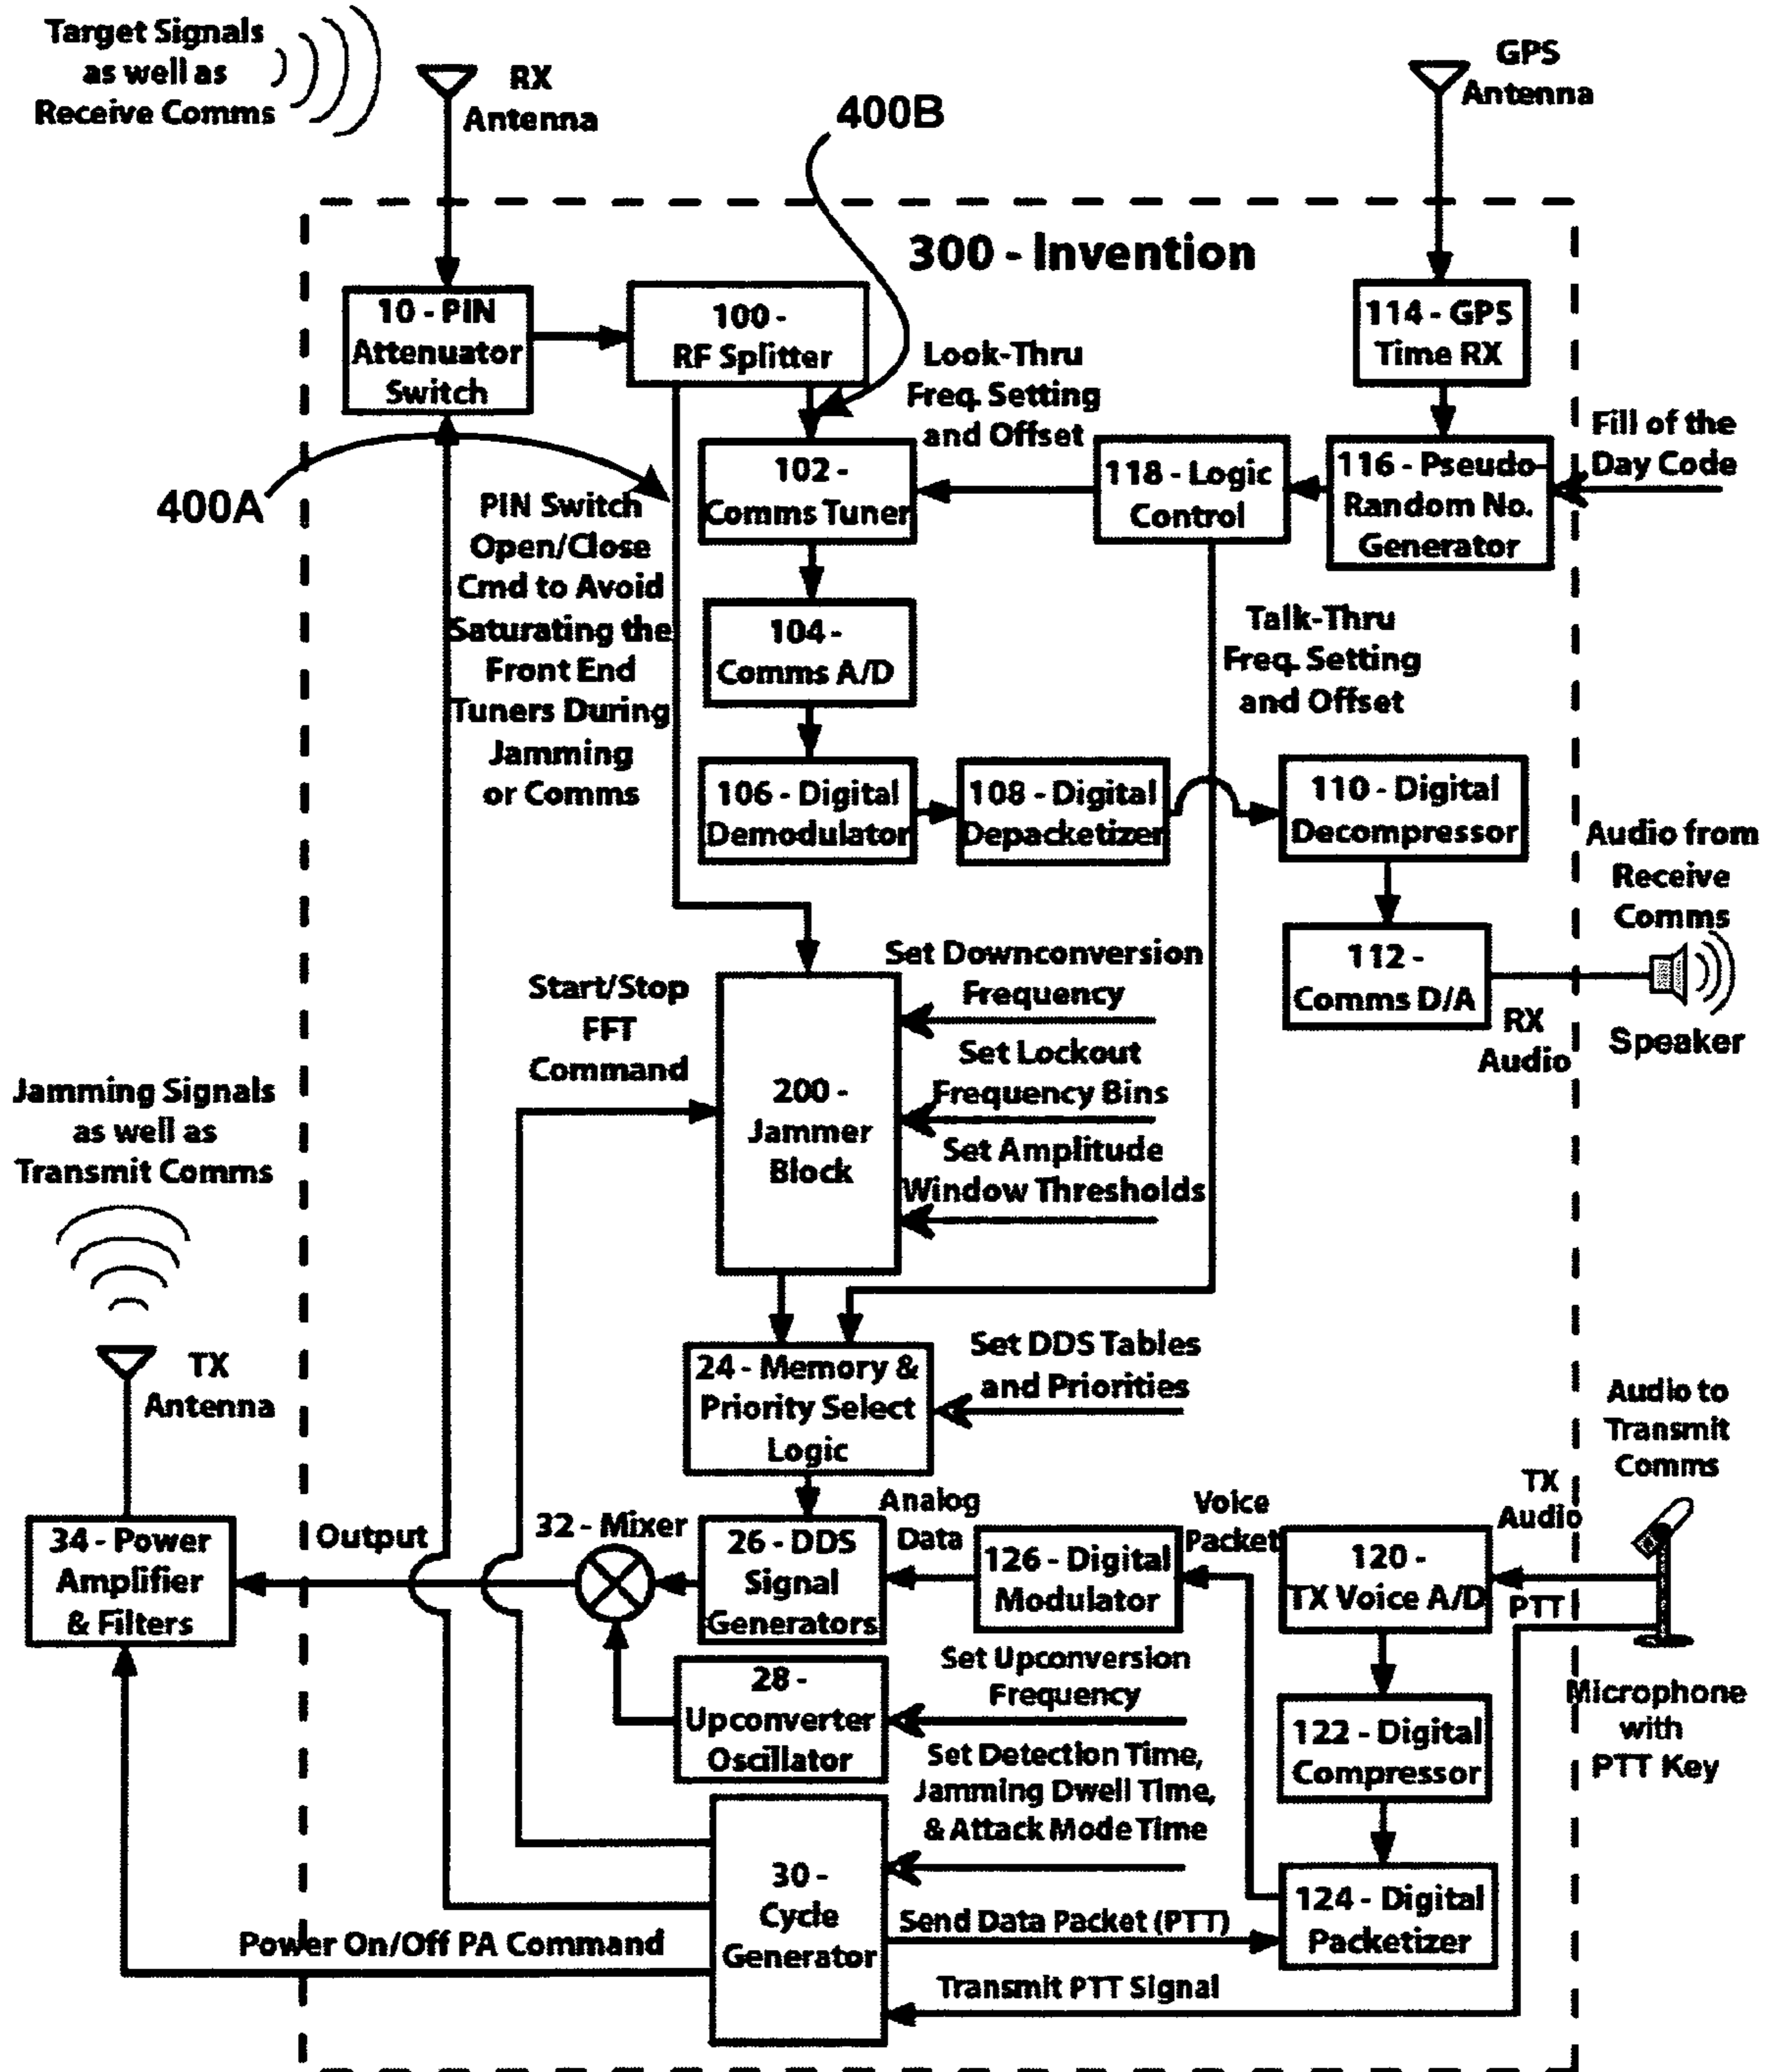 Target Signals
as well as
Receive Comms
RX
Antenna
400B
GPS
Antenna
300 - Invention
10 - PIN
Attenuator
Switch
100 -
RF Splitter
Look-Thru
Freq. Setting
and Offset
114 - GPS
Time RX
Fill of the
Day Code
400A
PIN Switch
Open/Close
Cmd to Avoid
Saturating the
Front End
Tuners During
Jamming
or Comms
102 -
Comms Tuner
118 - Logic
Control
116 - Pseudo-
Random No.
Generator
104 -
Comms A/D
Talk-Thru
Freq. Setting
and Offset
106 - Digital
Demodulator
108 - Digital
Depacketizer
110 - Digital
Decompressor
Audio from
Receive
Comms
112 -
Comms D/A
RX
Audio
Speaker
Start/Stop
FFT
Command
200 -
Jammer
Block
Set Downconversion
Frequency
Set Lockout
Frequency Bins
Set Amplitude
Window Thresholds
Jamming Signals
as well as
Transmit Comms
TX
Antenna
24 - Memory &
Priority Select
Logic
Set DDS Tables
and Priorities
Audio to
Transmit
Comms
34 - Power
Amplifier
& Filters
Output
32 - Mixer
26 - DDS
Signal
Generators
Analog
Data
126 - Digital
Modulator
Voice
Packet
120 -
TX Voice A/D
TX
Audio
PTT
Microphone
with
PTT Key
28 -
Upconverter
Oscillator
Set Upconversion
Frequency
122 - Digital
Compressor
Set Detection Time,
Jamming Dwell Time,
& Attack Mode Time
30 -
Cycle
Generator
124 - Digital
Packetizer
Send Data Packet (PTT)
Power On/Off PA Command
Transmit PTT Signal